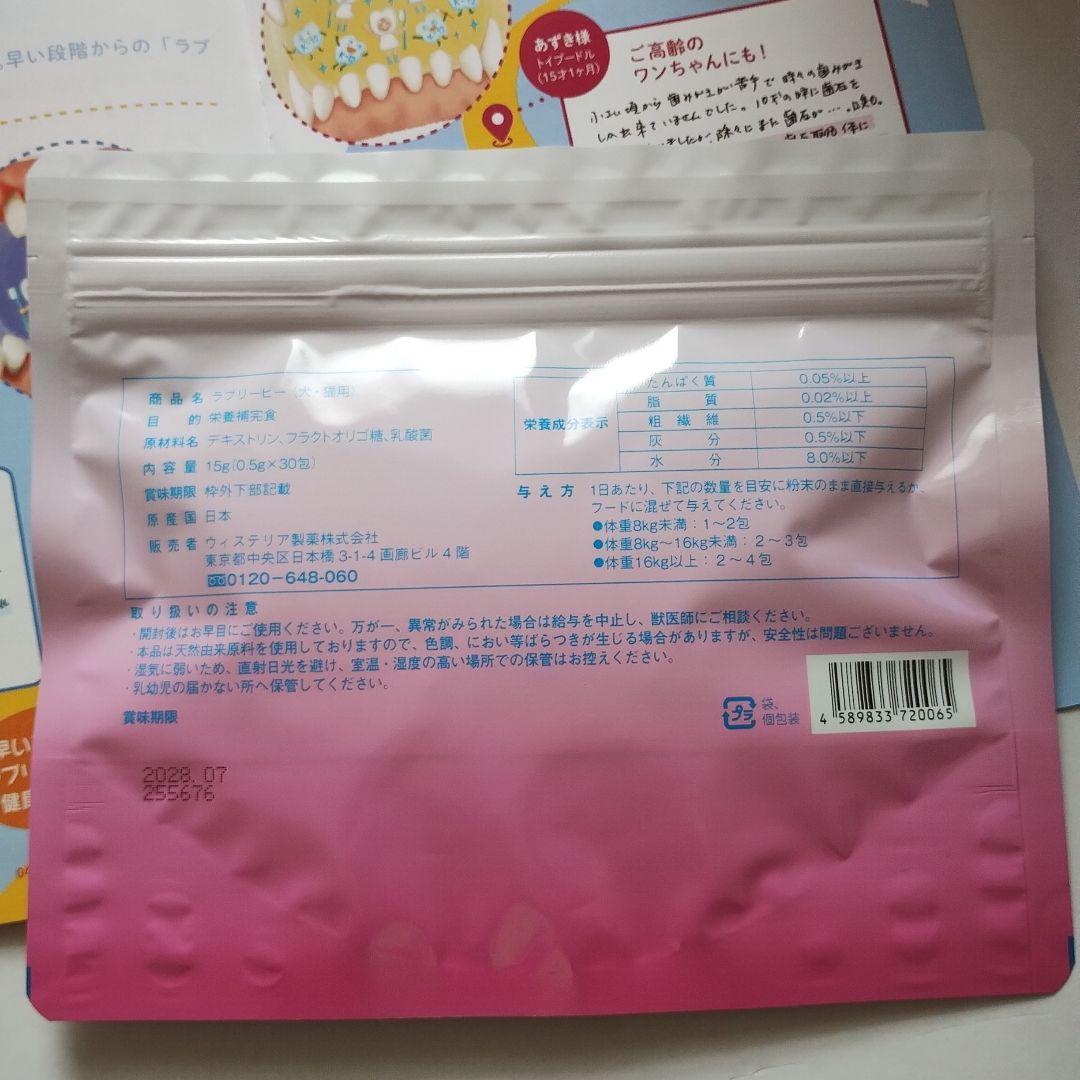 早い段階からの「ラブ
あずき様
トイプードル
(15才1ヶ月)
ご高齢の
ワンちゃんにも!
商品名 ラブリービー(犬・猫用)
目的 栄養補完食
原材料名 デキストリン、フラクトオリゴ糖、乳酸菌
内容量 15g(0.5g×30包)
賞味期限 枠外下部記載
原産国 日本
販売者 ウィステリア製薬株式会社
東京都中央区日本橋3-1-4画廊ビル4階
0120-648-060
栄養成分表示
たんぱく質 0.05%以上
脂質 0.02%以上
粗繊維 0.5%以下
灰分 0.5%以下
水分 8.0%以下
与え方 1日あたり、下記の数量を目安に粉末のまま直接与えるか、
フードに混ぜて与えてください。
●体重8kg未満:1〜2包
●体重8kg〜16kg未満:2〜3包
●体重16kg以上:2〜4包
取り扱いの注意
・開封後はお早目にご使用ください。万が一、異常がみられた場合は給与を中止し、獣医師にご相談ください。
・本品は天然由来原料を使用しておりますので、色調、におい等ばらつきが生じる場合がありますが、安全性は問題ございません。
・湿気に弱いため、直射日光を避け、室温・湿度の高い場所での保管はお控えください。
・乳幼児の届かない所へ保管してください。
賞味期限
プラ
袋、
個包装
4 589833 720065
2028.07
255676
早い
健康